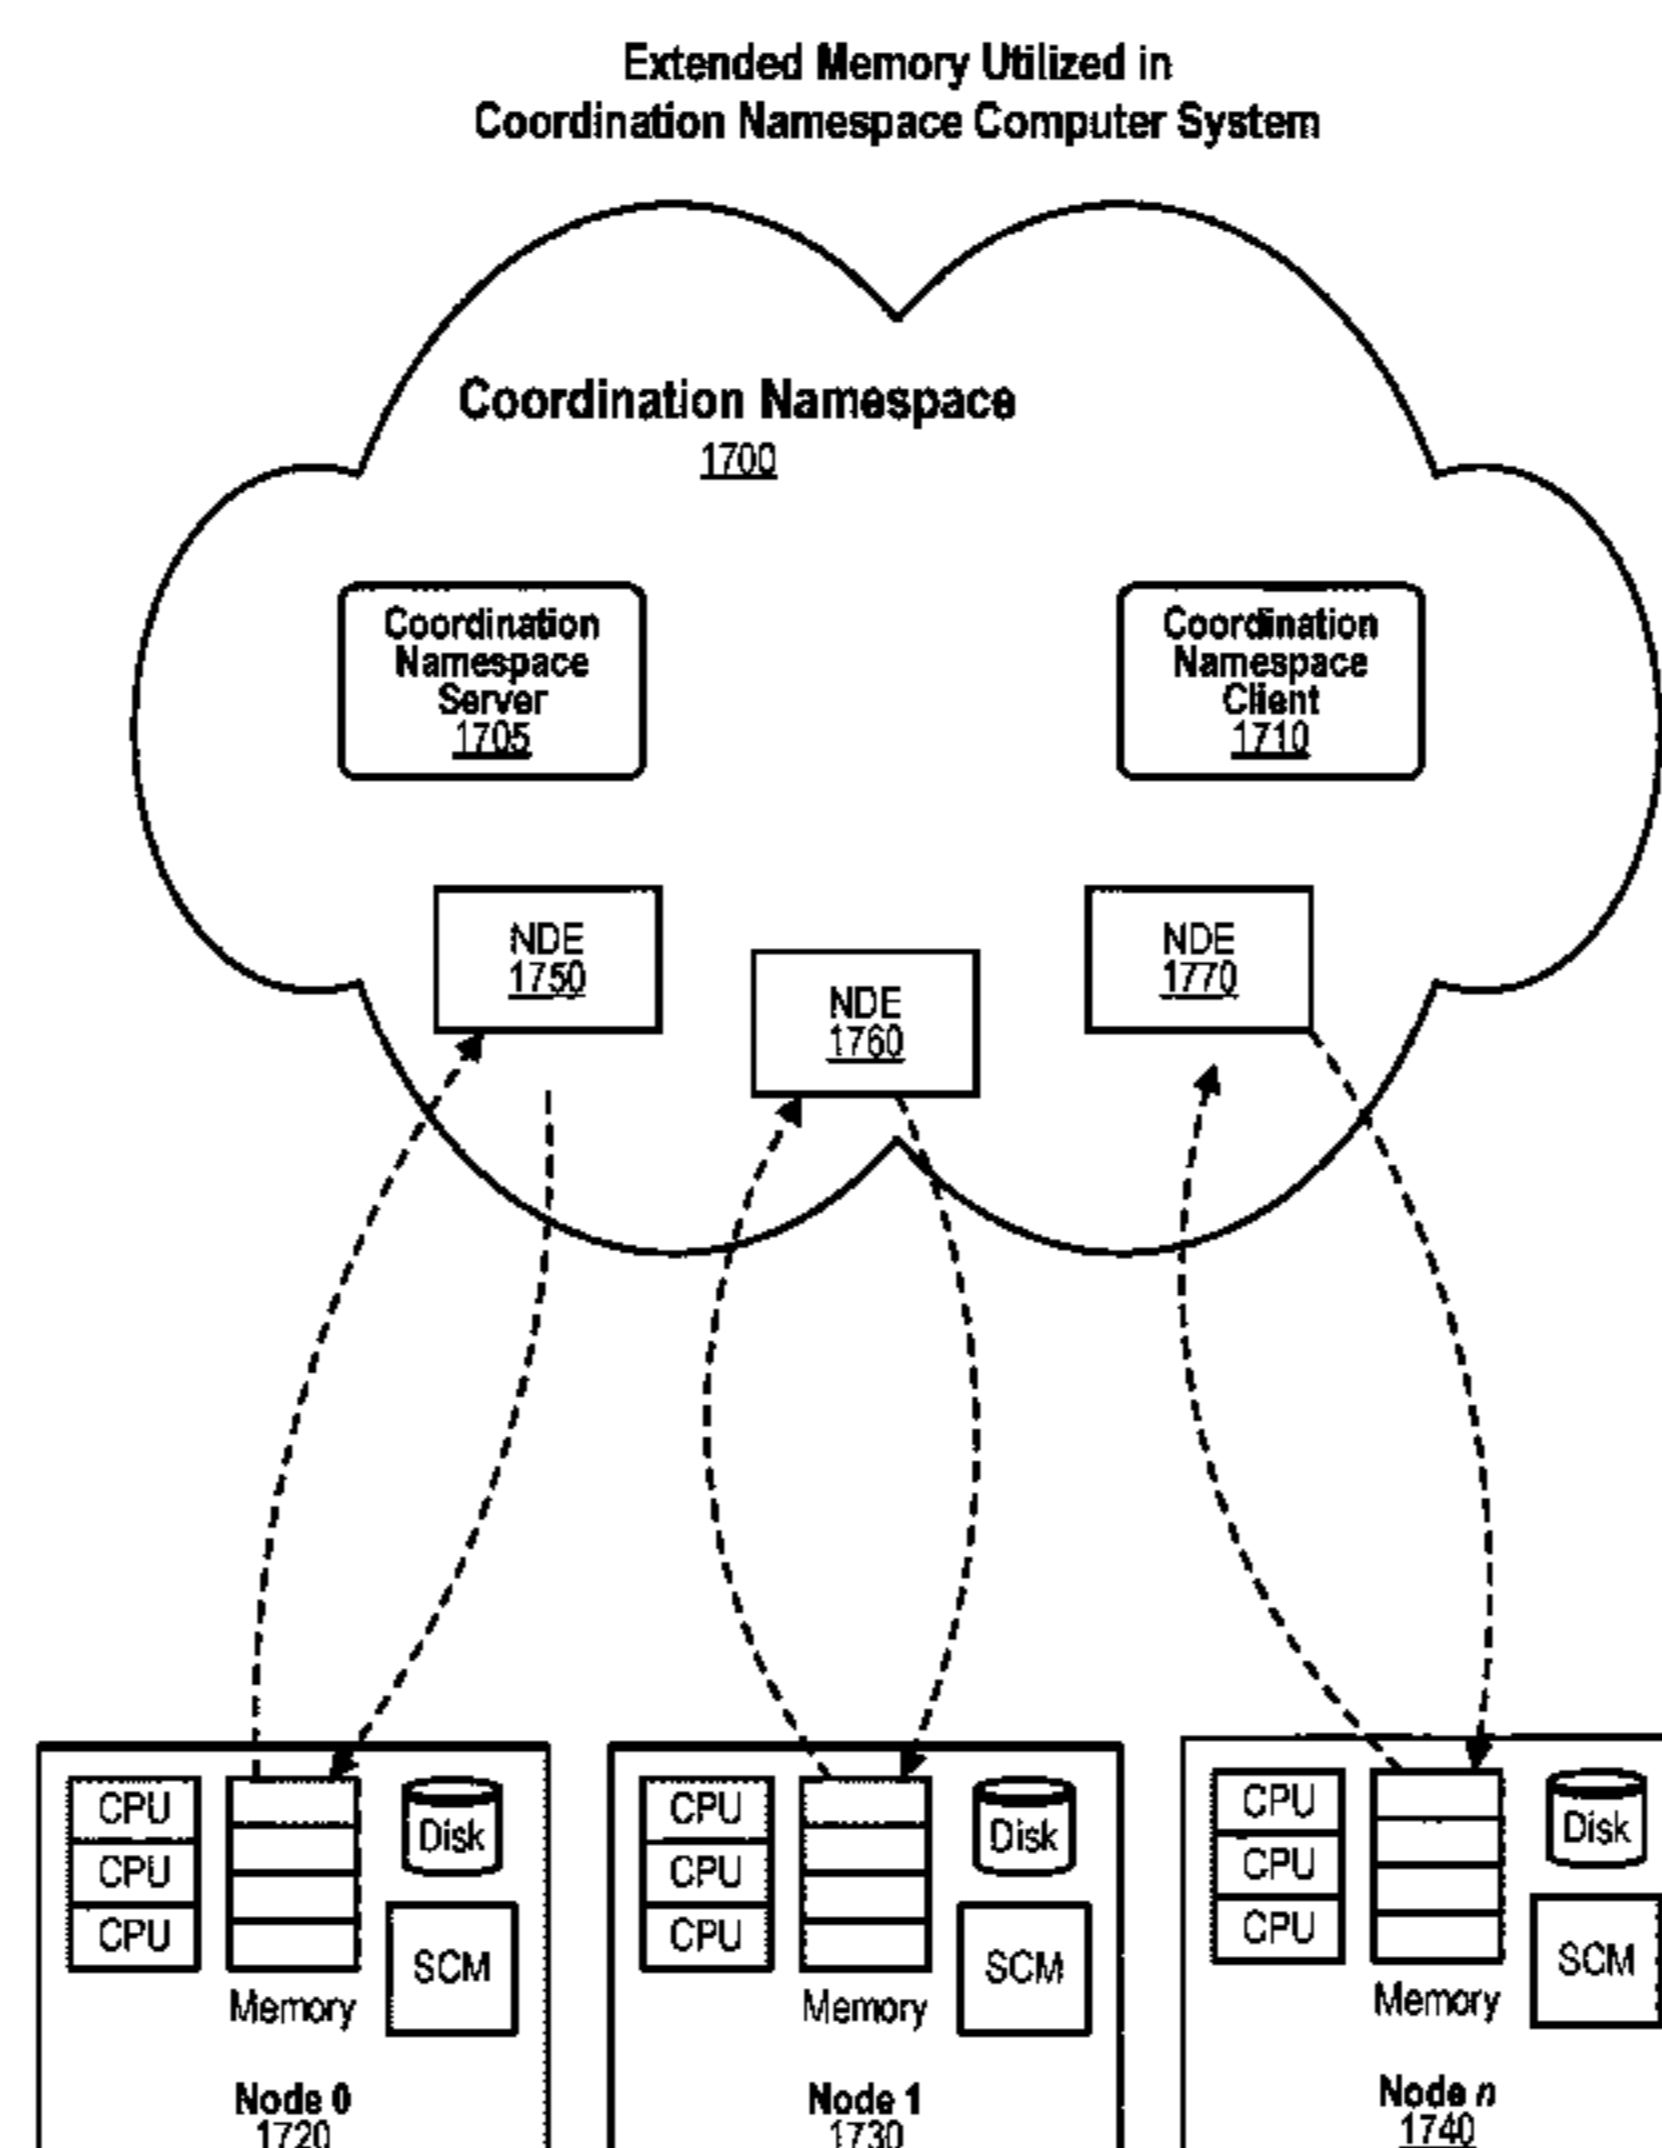 Extended Memory Utilized in
Coordination Namespace Computer System
Coordination Namespace
1700
Coordination
Namespace
Server
1705
Coordination
Namespace
Client
1710
NDE
1750
NDE
1760
NDE
1770
CPU
CPU
CPU
Memory
Disk
SCM
Node 0
1720
CPU
CPU
CPU
Memory
Disk
SCM
Node 1
1730
CPU
CPU
CPU
Memory
Disk
SCM
Node n
1740